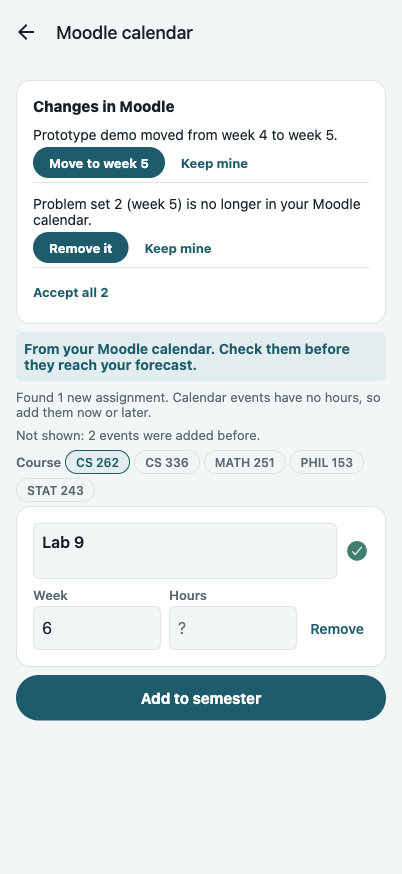 Moodle calendar
Changes in Moodle
Prototype demo moved from week 4 to week 5.
Move to week 5 Keep mine
Problem set 2 (week 5) is no longer in your Moodle
calendar.
Remove it Keep mine
Accept all 2
From your Moodle calendar. Check them before
they reach your forecast.
Found 1 new assignment. Calendar events have no hours, so
add them now or later.
Not shown: 2 events were added before.
Course CS 262 CS 336 MATH 251 PHIL 153
STAT 243
Lab 9
Week Hours
6 ? Remove
Add to semester